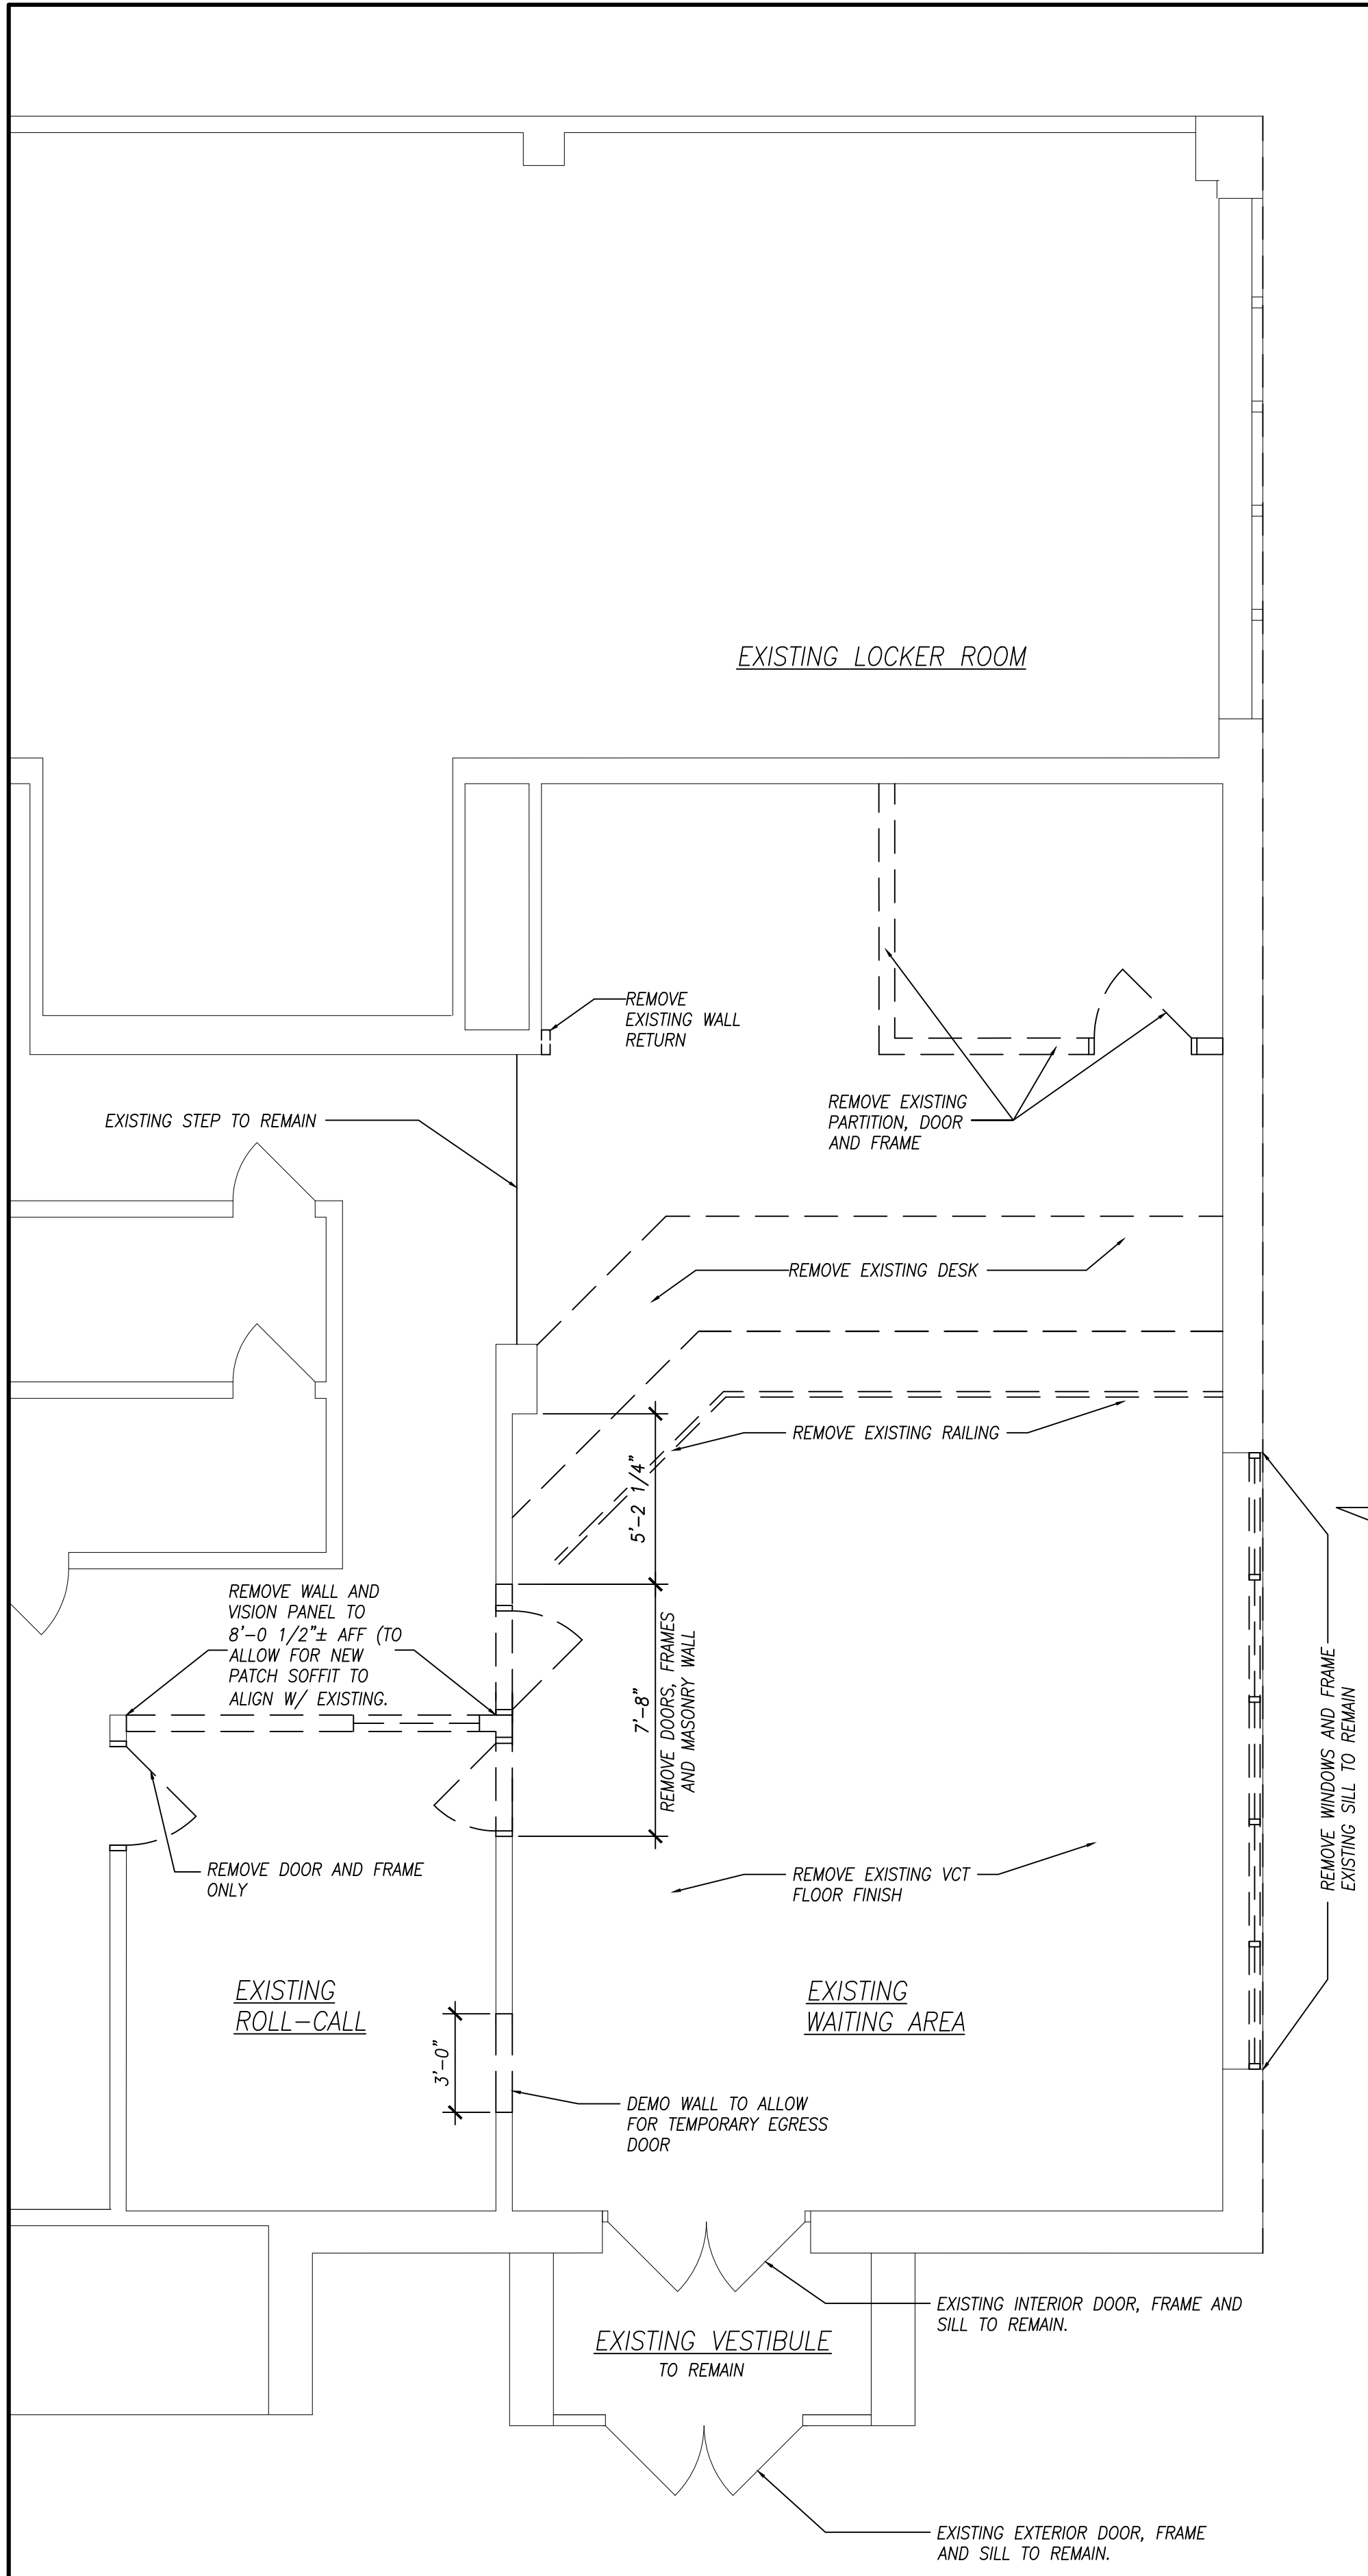 EXISTING LOCKER ROOM
REMOVE
EXISTING WALL
RETURN
EXISTING STEP TO REMAIN
REMOVE EXISTING
PARTITION, DOOR
AND FRAME
REMOVE EXISTING DESK
REMOVE EXISTING RAILING
5'-2 1/4"
REMOVE WALL AND
VISION PANEL TO
8'-0 1/2"± AFF (TO
ALLOW FOR NEW
PATCH SOFFIT TO
ALIGN W/ EXISTING.
7'-8"
REMOVE DOORS, FRAMES
AND MASONRY WALL
REMOVE WINDOWS AND FRAME
EXISTING SILL TO REMAIN
REMOVE DOOR AND FRAME
ONLY
REMOVE EXISTING VCT
FLOOR FINISH
EXISTING
ROLL-CALL
EXISTING
WAITING AREA
3'-0"
DEMO WALL TO ALLOW
FOR TEMPORARY EGRESS
DOOR
EXISTING INTERIOR DOOR, FRAME AND
SILL TO REMAIN.
EXISTING VESTIBULE
TO REMAIN
EXISTING EXTERIOR DOOR, FRAME
AND SILL TO REMAIN.